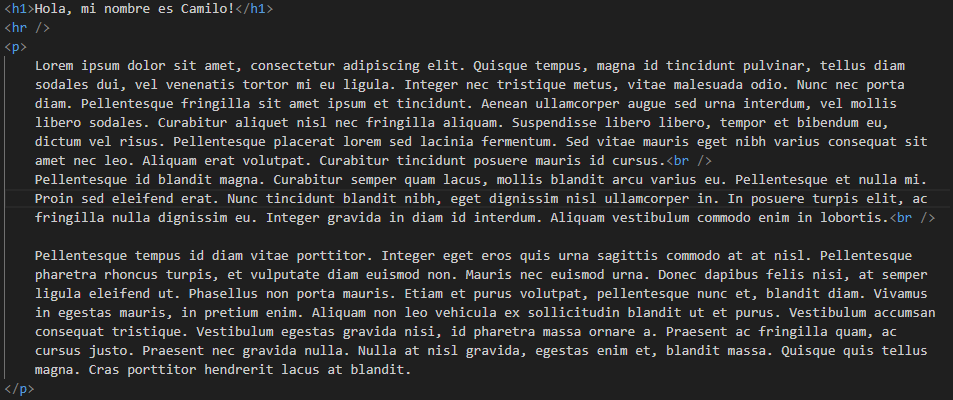 <h1>Hola, mi nombre es Camilo!</h1>
<hr />
<p>
Lorem ipsum dolor sit amet, consectetur adipiscing elit. Quisque tempus, magna id tincidunt pulvinar, tellus diam
sodales dui, vel venenatis tortor mi eu ligula. Integer nec tristique metus, vitae malesuada odio. Nunc nec porta
diam. Pellentesque fringilla sit amet ipsum et tincidunt. Aenean ullamcorper augue sed urna interdum, vel mollis
libero sodales. Curabitur aliquet nisl nec fringilla aliquam. Suspendisse libero libero, tempor et bibendum eu,
dictum vel risus. Pellentesque placerat lorem sed lacinia fermentum. Sed vitae mauris eget nibh varius consequat sit
amet nec leo. Aliquam erat volutpat. Curabitur tincidunt posuere mauris id cursus.<br />
Pellentesque id blandit magna. Curabitur semper quam lacus, mollis blandit arcu varius eu. Pellentesque et nulla mi.
Proin sed eleifend erat. Nunc tincidunt blandit nibh, eget dignissim nisl ullamcorper in. In posuere turpis elit, ac
fringilla nulla dignissim eu. Integer gravida in diam id interdum. Aliquam vestibulum commodo enim in lobortis.<br />
Pellentesque tempus id diam vitae porttitor. Integer eget eros quis urna sagittis commodo at at nisl. Pellentesque
pharetra rhoncus turpis, et vulputate diam euismod non. Mauris nec euismod urna. Donec dapibus felis nisi, at semper
ligula eleifend ut. Phasellus non porta mauris. Etiam et purus volutpat, pellentesque nunc et, blandit diam. Vivamus
in egestas mauris, in pretium enim. Aliquam non leo vehicula ex sollicitudin blandit ut et purus. Vestibulum accumsan
consequat tristique. Vestibulum egestas gravida nisi, id pharetra massa ornare a. Praesent ac fringilla quam, ac
cursus justo. Praesent nec gravida nulla. Nulla at nisl gravida, egestas enim et, blandit massa. Quisque quis tellus
magna. Cras porttitor hendrerit lacus at blandit.
</p>